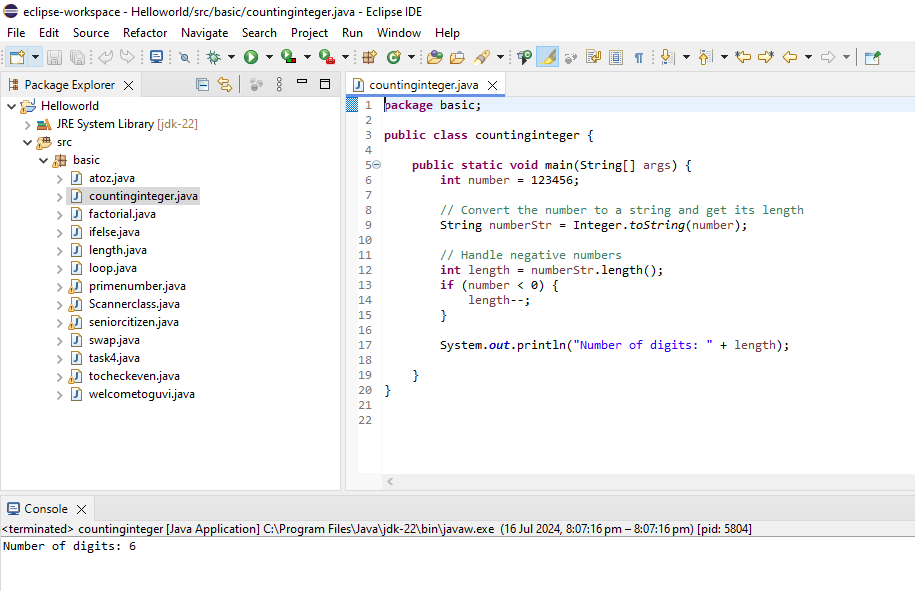 eclipse-workspace - Helloworld/src/basic/countinginteger.java - Eclipse IDE
File Edit Source Refactor Navigate Search Project Run Window Help
Package Explorer
Helloworld
JRE System Library [jdk-22]
src
basic
atoz.java
countinginteger.java
factorial.java
ifelse.java
length.java
loop.java
primenumber.java
Scannerclass.java
seniorcitizen.java
swap.java
task4.java
tocheckeven.java
welcometoguvi.java
countinginteger.java
1 package basic;
2
3 public class countinginteger {
4
5 public static void main(String[] args) {
6 int number = 123456;
7
8 // Convert the number to a string and get its length
9 String numberStr = Integer.toString(number);
10
11 // Handle negative numbers
12 int length = numberStr.length();
13 if (number < 0) {
14 length--;
15 }
16
17 System.out.println("Number of digits: " + length);
18
19 }
20 }
21
22
Console
<terminated> countinginteger [Java Application] C:\Program Files\Java\jdk-22\bin\javaw.exe (16 Jul 2024, 8:07:16 pm – 8:07:16 pm) [pid: 5804]
Number of digits: 6